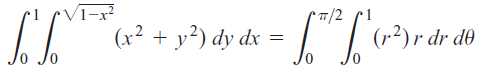 ∫₀¹ ∫₀^√(1−x²) (x² + y²) dy dx = ∫₀^π/2 ∫₀¹ (r²) r dr dθ